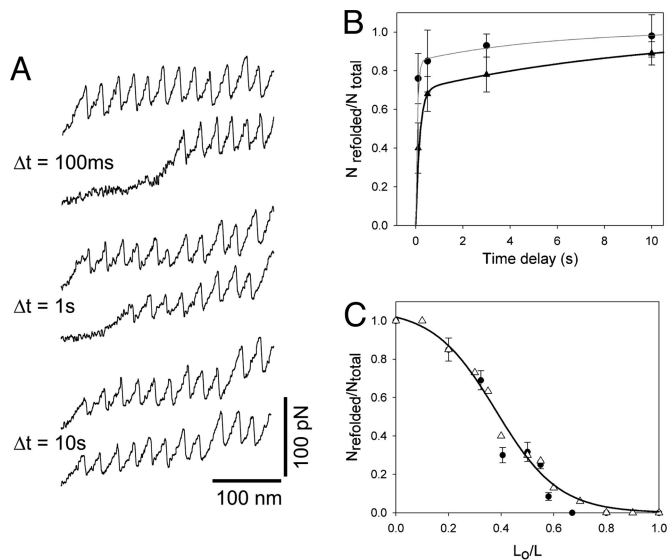 A
Δt = 100ms
Δt = 1s
Δt = 10s
100 pN
100 nm
B
N refolded/N total
1.0
0.8
0.6
0.4
0.2
0.0
0 2 4 6 8 10
Time delay (s)
C
Nrefolded/Ntotal
1.0
0.8
0.6
0.4
0.2
0.0
0.0 0.2 0.4 0.6 0.8 1.0
Lo/L